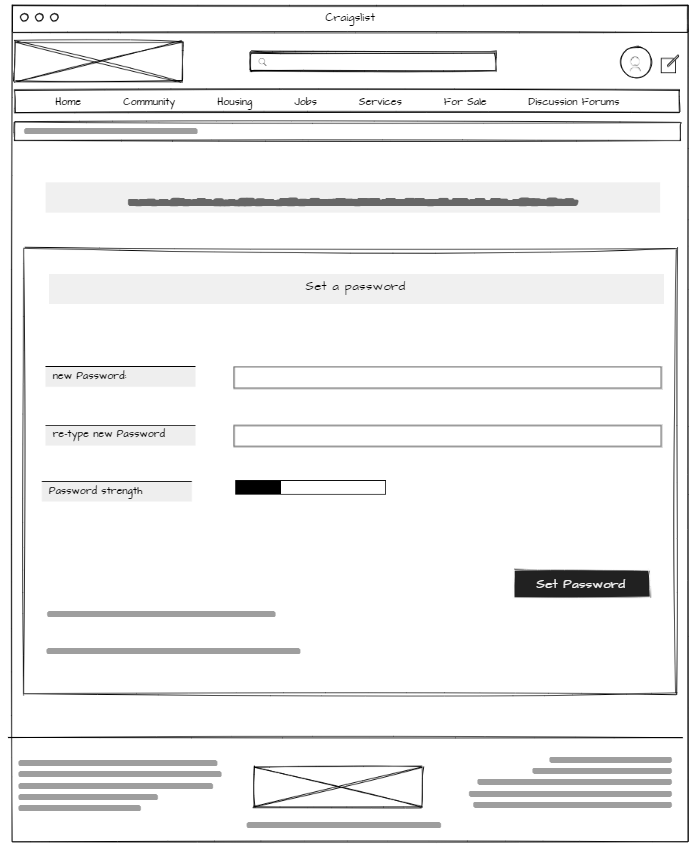 Craigslist
Home Community Housing Jobs Services For Sale Discussion Forums
Set a password
new Password:
re-type new Password
Password strength
Set Password